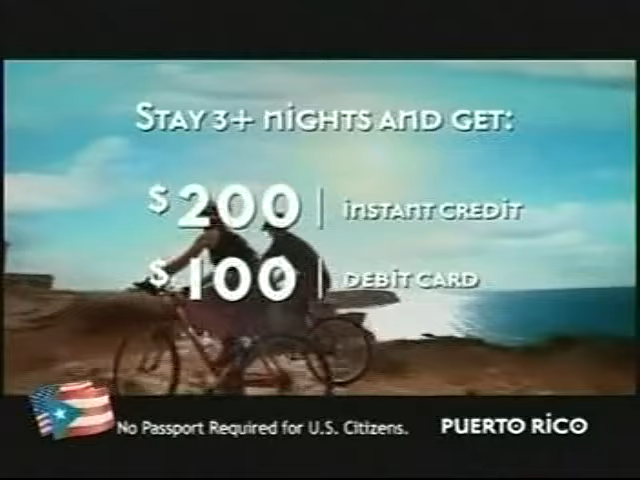 Stay 3+ nights and get:
$200 | instant credit
$100 | debit card
No Passport Required for U.S. Citizens.
PUERTO RiCO